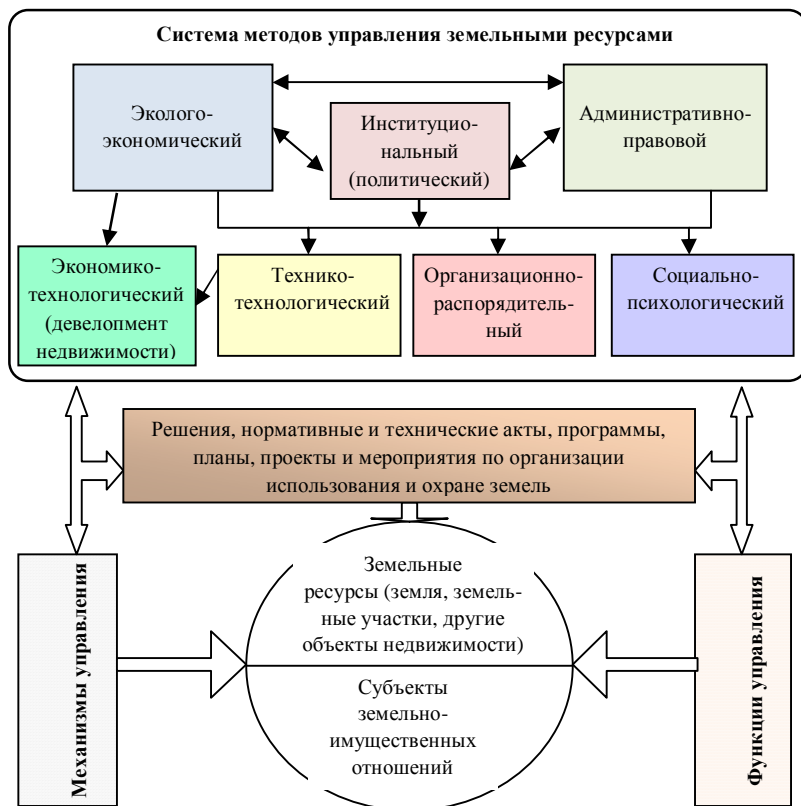 Система методов управления земельными ресурсами
Эколого-
экономический
Институцио-
нальный
(политический)
Административно-
правовой
Экономико-
технологический
(девелопмент
недвижимости)
Технико-
технологический
Организационно-
распорядитель-
ный
Социально-
психологический
Решения, нормативные и технические акты, программы,
планы, проекты и мероприятия по организации
использования и охране земель
Механизмы управления
Земельные
ресурсы (земля, земель-
ные участки, другие
объекты недвижимости)
Субъекты
земельно-
имущественных
отношений
Функции управления